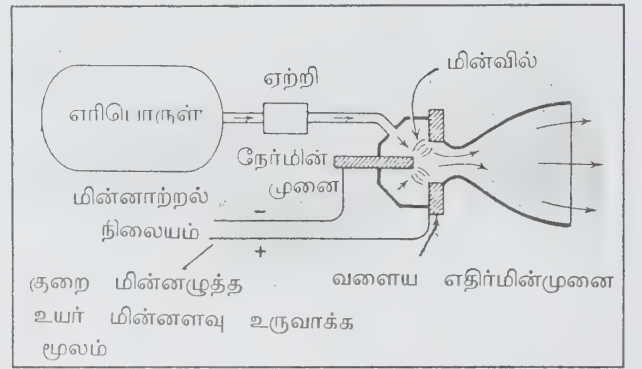 எரிபொருள்
ஏற்றி
மின்வில்
நேர்மின்
முனை
மின்னாற்றல்
நிலையம்
−
+
குறை மின்னழுத்த
உயர் மின்னளவு உருவாக்க
மூலம்
வளைய எதிர்மின்முனை